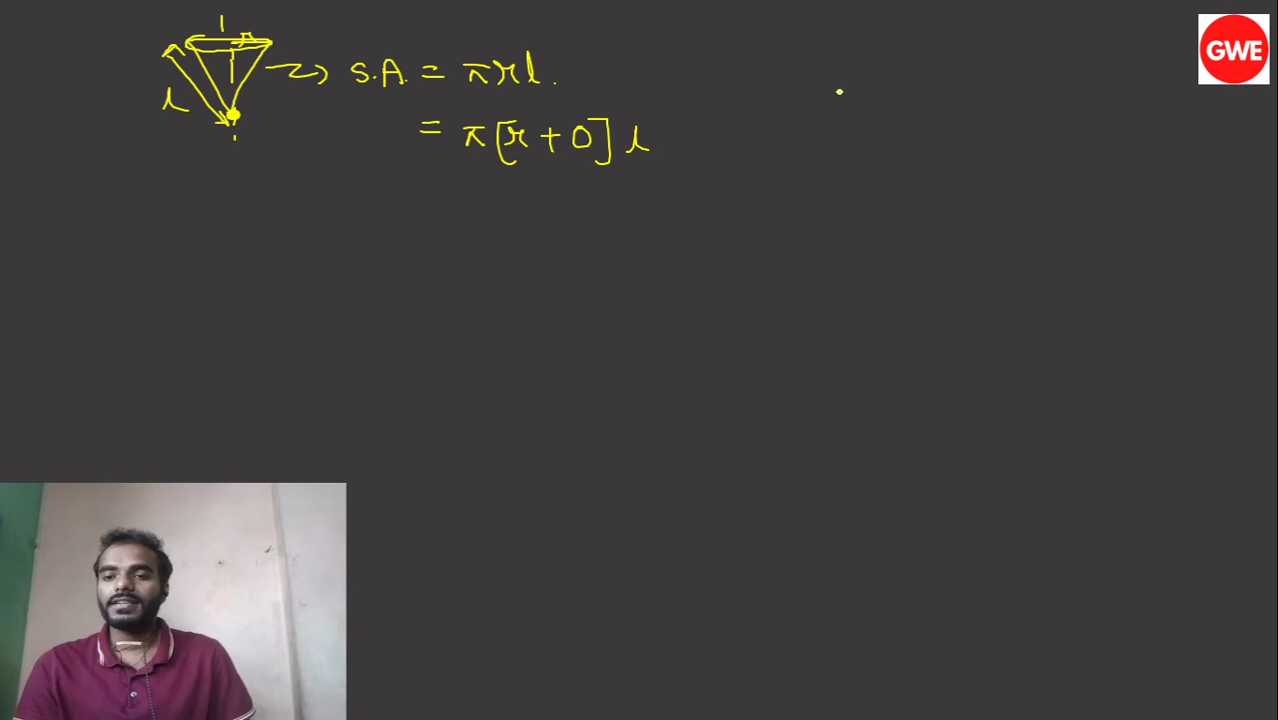 GWE
r
l
S.A. = πrl.
= π[r + 0] l